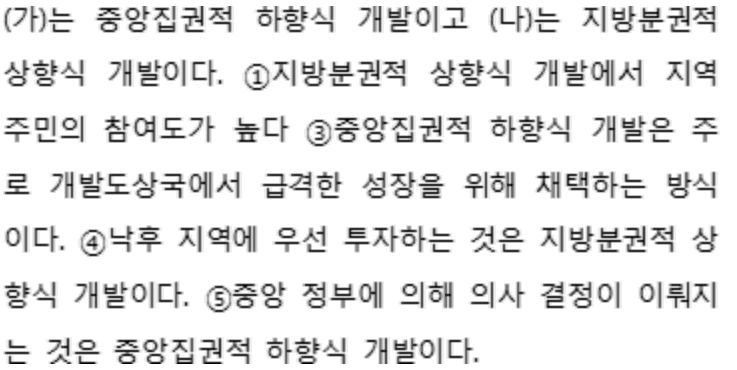 (가)는 중앙집권적 하향식 개발이고 (나)는 지방분권적
상향식 개발이다. ①지방분권적 상향식 개발에서 지역
주민의 참여도가 높다 ③중앙집권적 하향식 개발은 주
로 개발도상국에서 급격한 성장을 위해 채택하는 방식
이다. ④낙후 지역에 우선 투자하는 것은 지방분권적 상
향식 개발이다. ⑤중앙 정부에 의해 의사 결정이 이뤄지
는 것은 중앙집권적 하향식 개발이다.